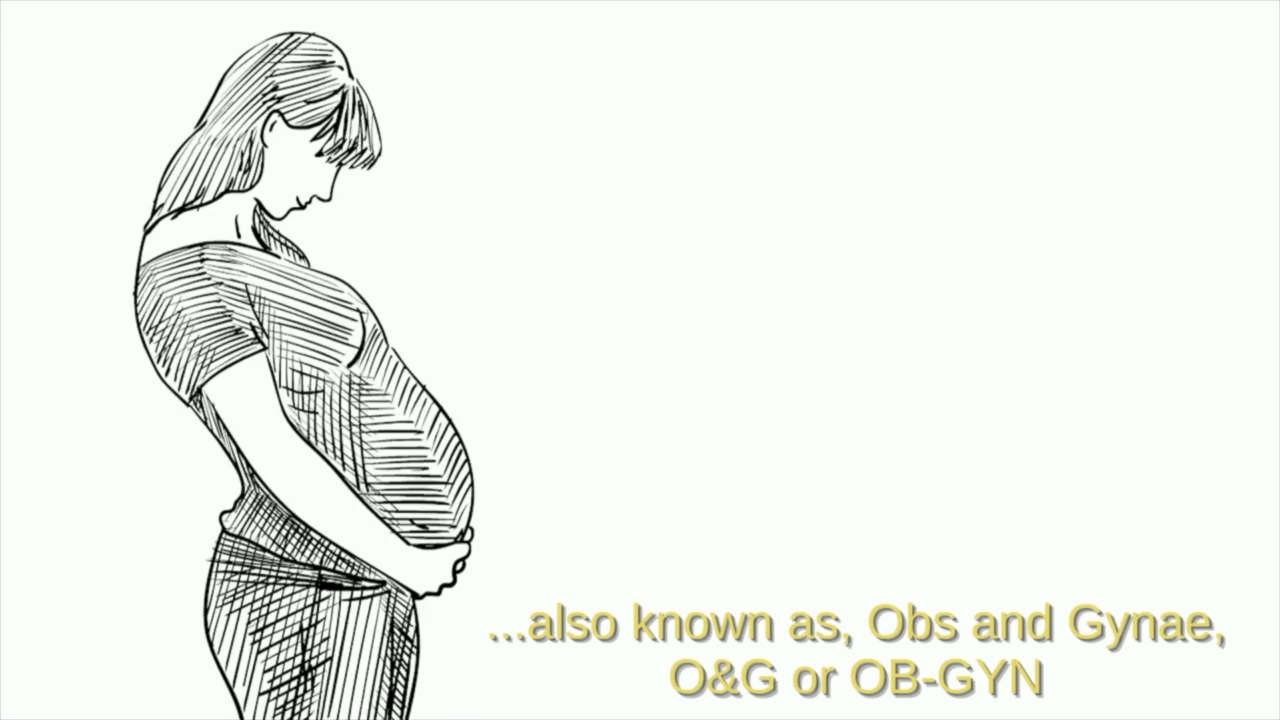 ...also known as, Obs and Gynae,
O&G or OB-GYN